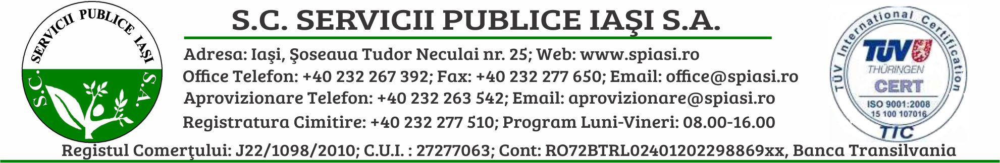 SERVICII PUBLICE IAŞI
S.C.
S.A.
S.C. SERVICII PUBLICE IAŞI S.A.
Adresa: Iaşi, Şoseaua Tudor Neculai nr. 25; Web: www.spiasi.ro
Office Telefon: +40 232 267 392; Fax: +40 232 277 650; Email: office@spiasi.ro
Aprovizionare Telefon: +40 232 263 542; Email: aprovizionare@spiasi.ro
Registratura Cimitire: +40 232 277 510; Program Luni-Vineri: 08.00-16.00
Registul Comerţului: J22/1098/2010; C.U.I. : 27277063; Cont: RO72BTRL02401202298869xx, Banca Transilvania
TÜV International Certification
TÜV
THÜRINGEN
CERT
ISO 9001:2008
15 100 107016
TIC